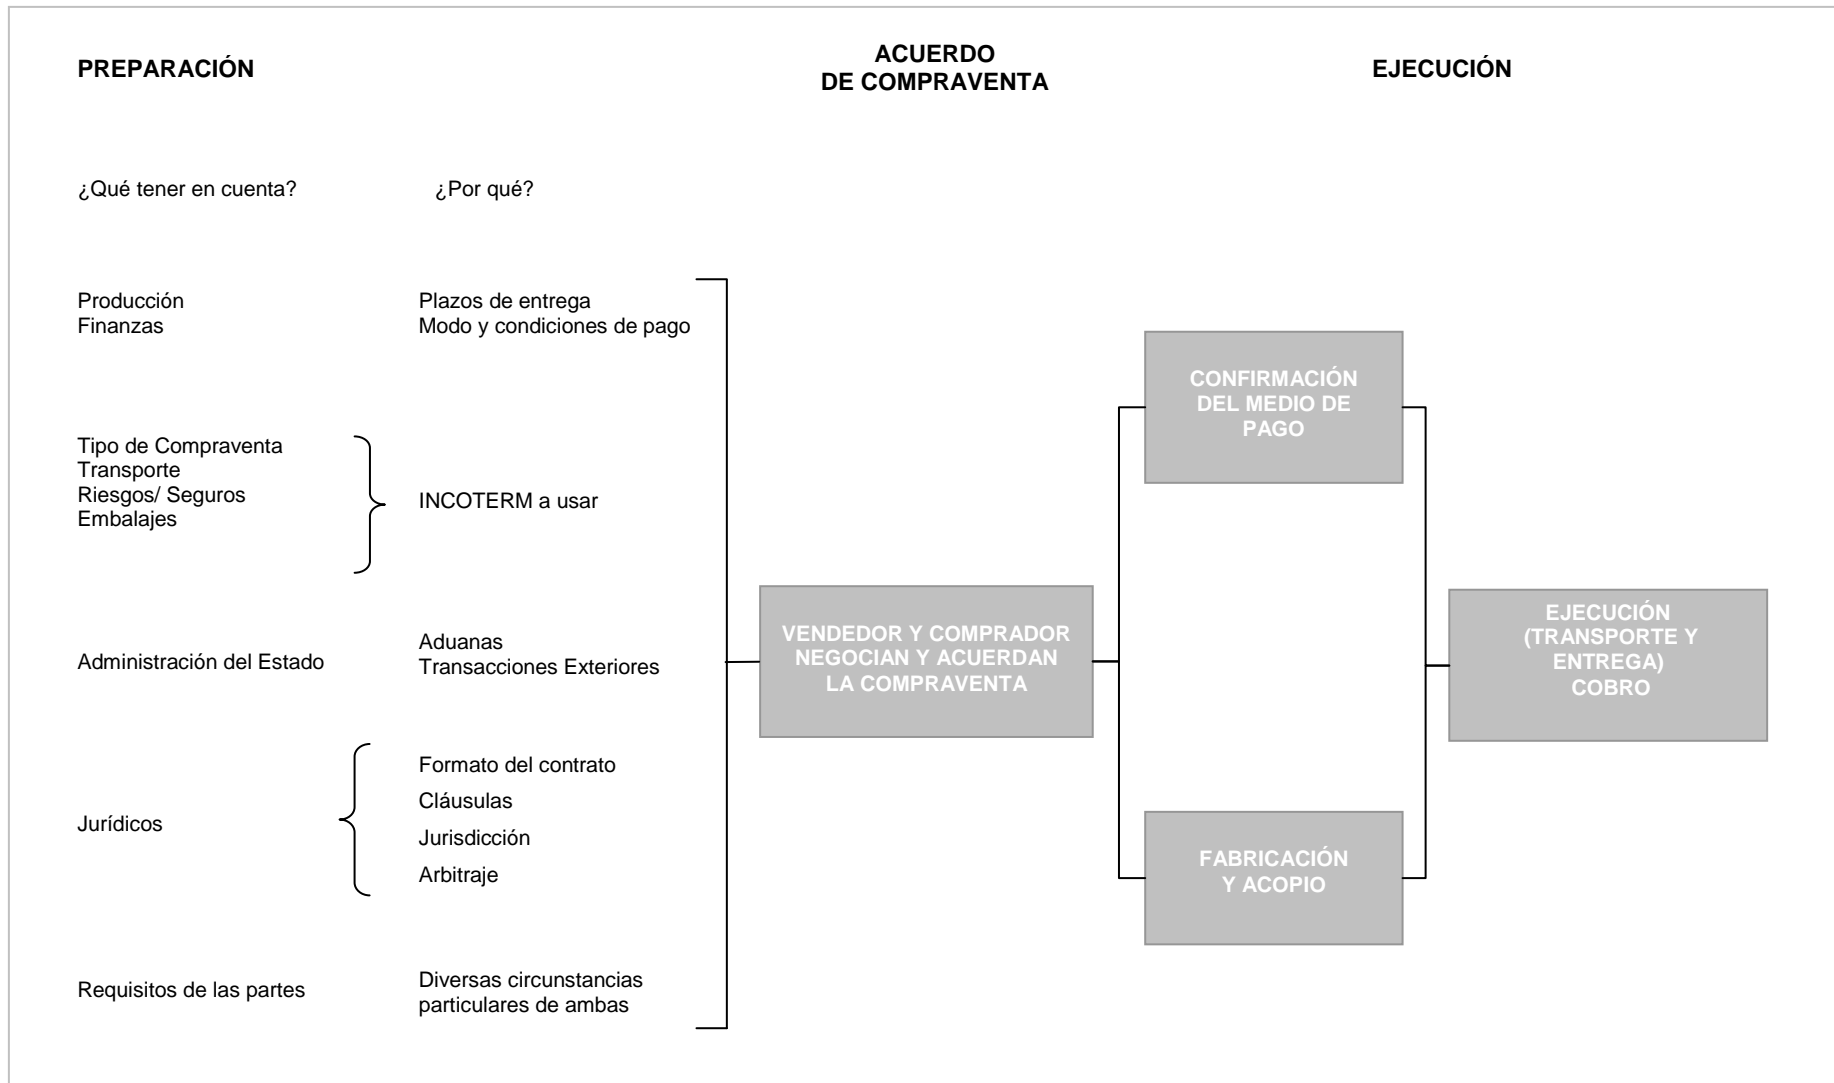 PREPARACIÓN
ACUERDO
DE COMPRAVENTA
EJECUCIÓN
¿Qué tener en cuenta?
¿Por qué?
Producción
Finanzas
Plazos de entrega
Modo y condiciones de pago
Tipo de Compraventa
Transporte
Riesgos/ Seguros
Embalajes
INCOTERM a usar
Administración del Estado
Aduanas
Transacciones Exteriores
Jurídicos
Formato del contrato
Cláusulas
Jurisdicción
Arbitraje
Requisitos de las partes
Diversas circunstancias
particulares de ambas
VENDEDOR Y COMPRADOR
NEGOCIAN Y ACUERDAN
LA COMPRAVENTA
CONFIRMACIÓN
DEL MEDIO DE
PAGO
FABRICACIÓN
Y ACOPIO
EJECUCIÓN
(TRANSPORTE Y
ENTREGA)
COBRO